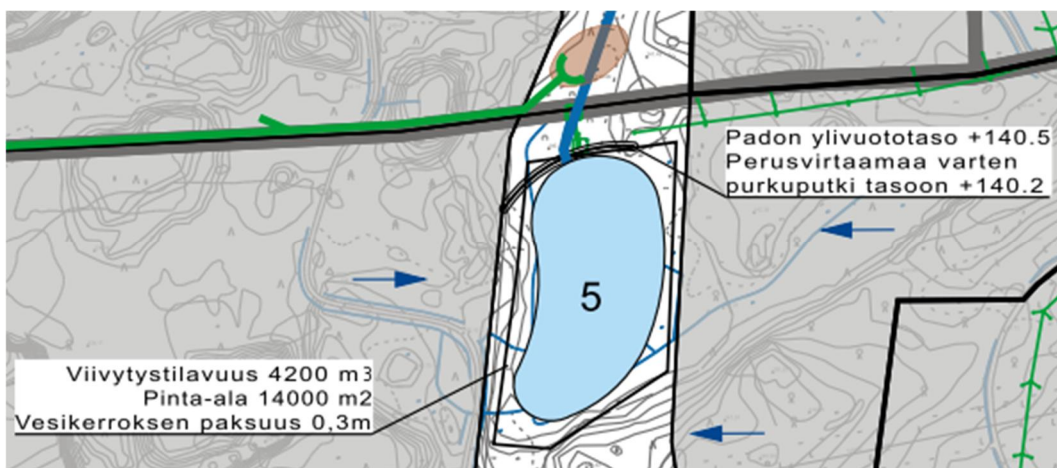 Padon ylivuototaso +140.5
Perusvirtaamaa varten
purkuputki tasoon +140.2
5
Viivytystilavuus 4200 m3
Pinta-ala 14000 m2
Vesikerroksen paksuus 0,3m